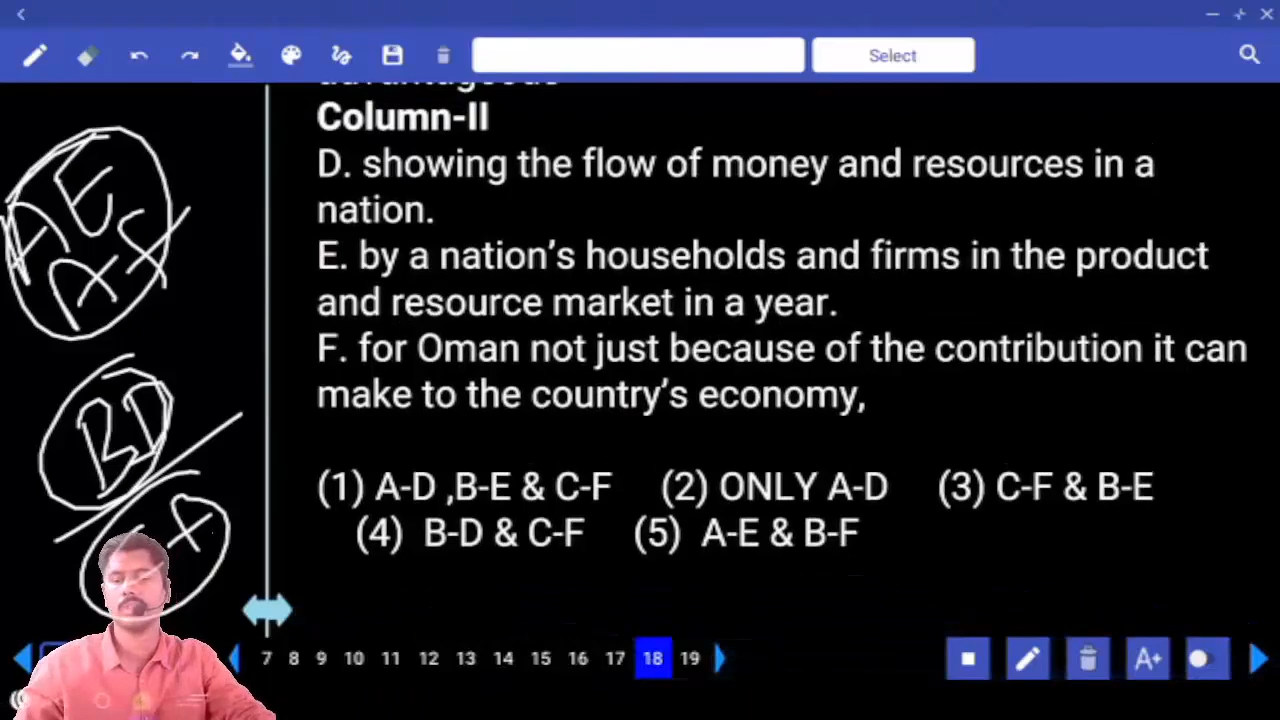 Select
Column-II
D. showing the flow of money and resources in a
nation.
E. by a nation's households and firms in the product
and resource market in a year.
F. for Oman not just because of the contribution it can
make to the country's economy,
(1) A-D ,B-E & C-F (2) ONLY A-D (3) C-F & B-E
(4) B-D & C-F (5) A-E & B-F
AE
BD
7 8 9 10 11 12 13 14 15 16 17 18 19
A+